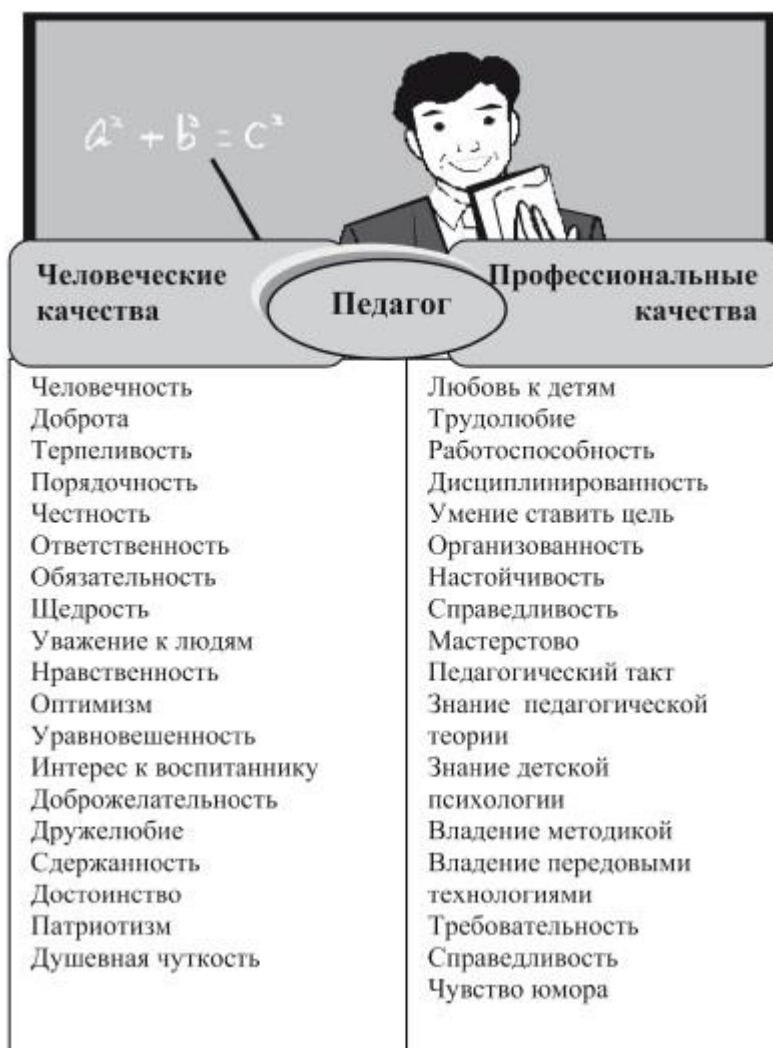 a² + b² = c²
Человеческие
качества
Педагог
Профессиональные
качества
Человечность
Доброта
Терпеливость
Порядочность
Честность
Ответственность
Обязательность
Щедрость
Уважение к людям
Нравственность
Оптимизм
Уравновешенность
Интерес к воспитаннику
Доброжелательность
Дружелюбие
Сдержанность
Достоинство
Патриотизм
Душевная чуткость
Любовь к детям
Трудолюбие
Работоспособность
Дисциплинированность
Умение ставить цель
Организованность
Настойчивость
Справедливость
Мастерстово
Педагогический такт
Знание педагогической
теории
Знание детской
психологии
Владение методикой
Владение передовыми
технологиями
Требовательность
Справедливость
Чувство юмора